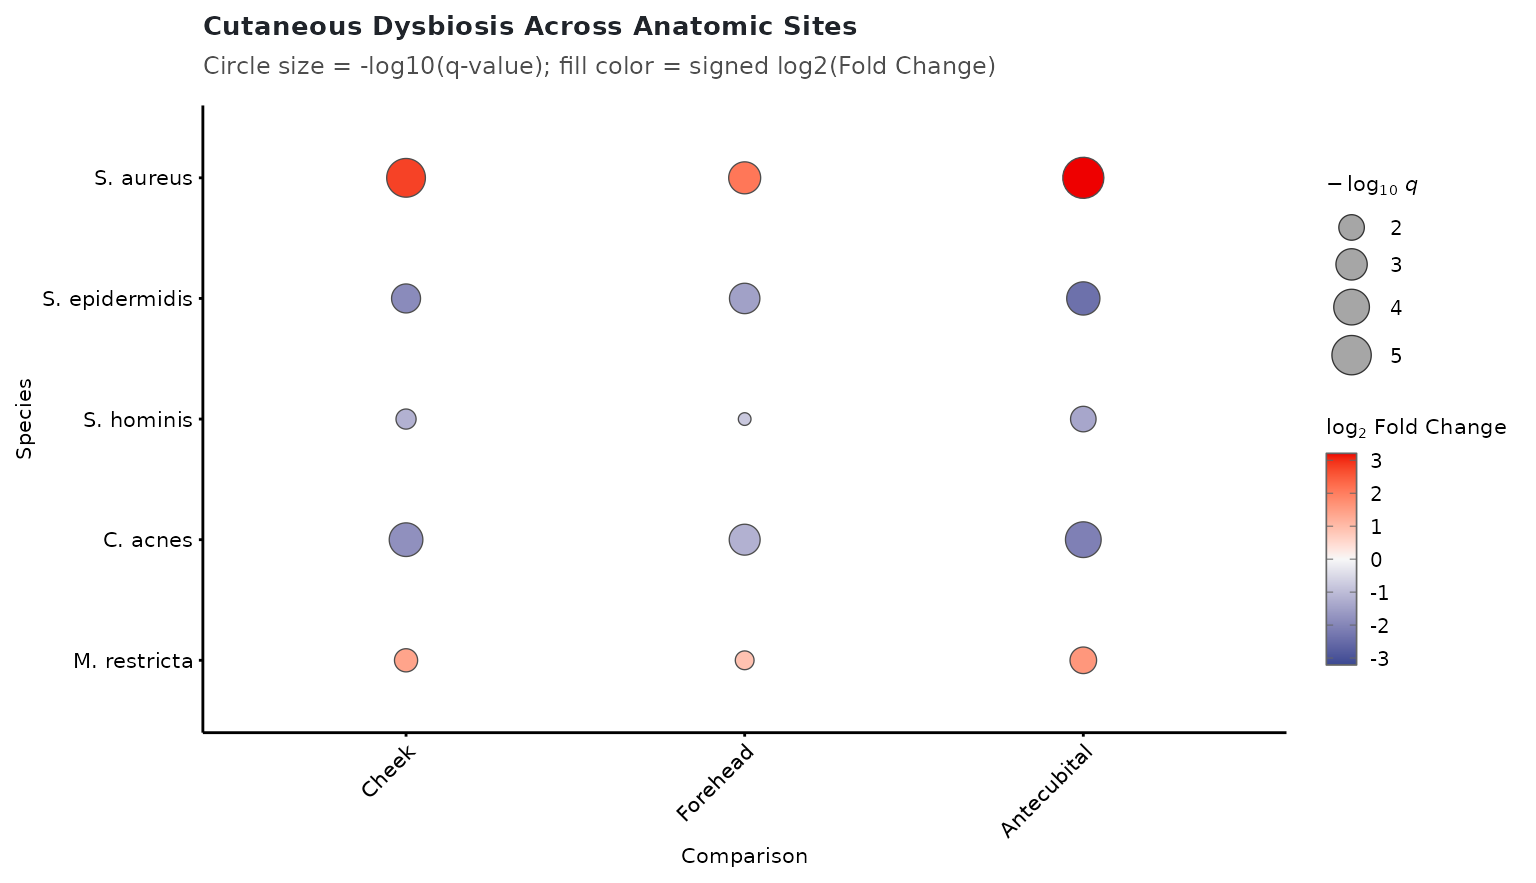 Cutaneous Dysbiosis Across Anatomic Sites
Circle size = -log10(q-value); fill color = signed log2(Fold Change)
Species
S. aureus
S. epidermidis
S. hominis
C. acnes
M. restricta
Cheek
Forehead
Antecubital
Comparison
− log₁₀ q
2
3
4
5
log₂ Fold Change
3
2
1
0
-1
-2
-3